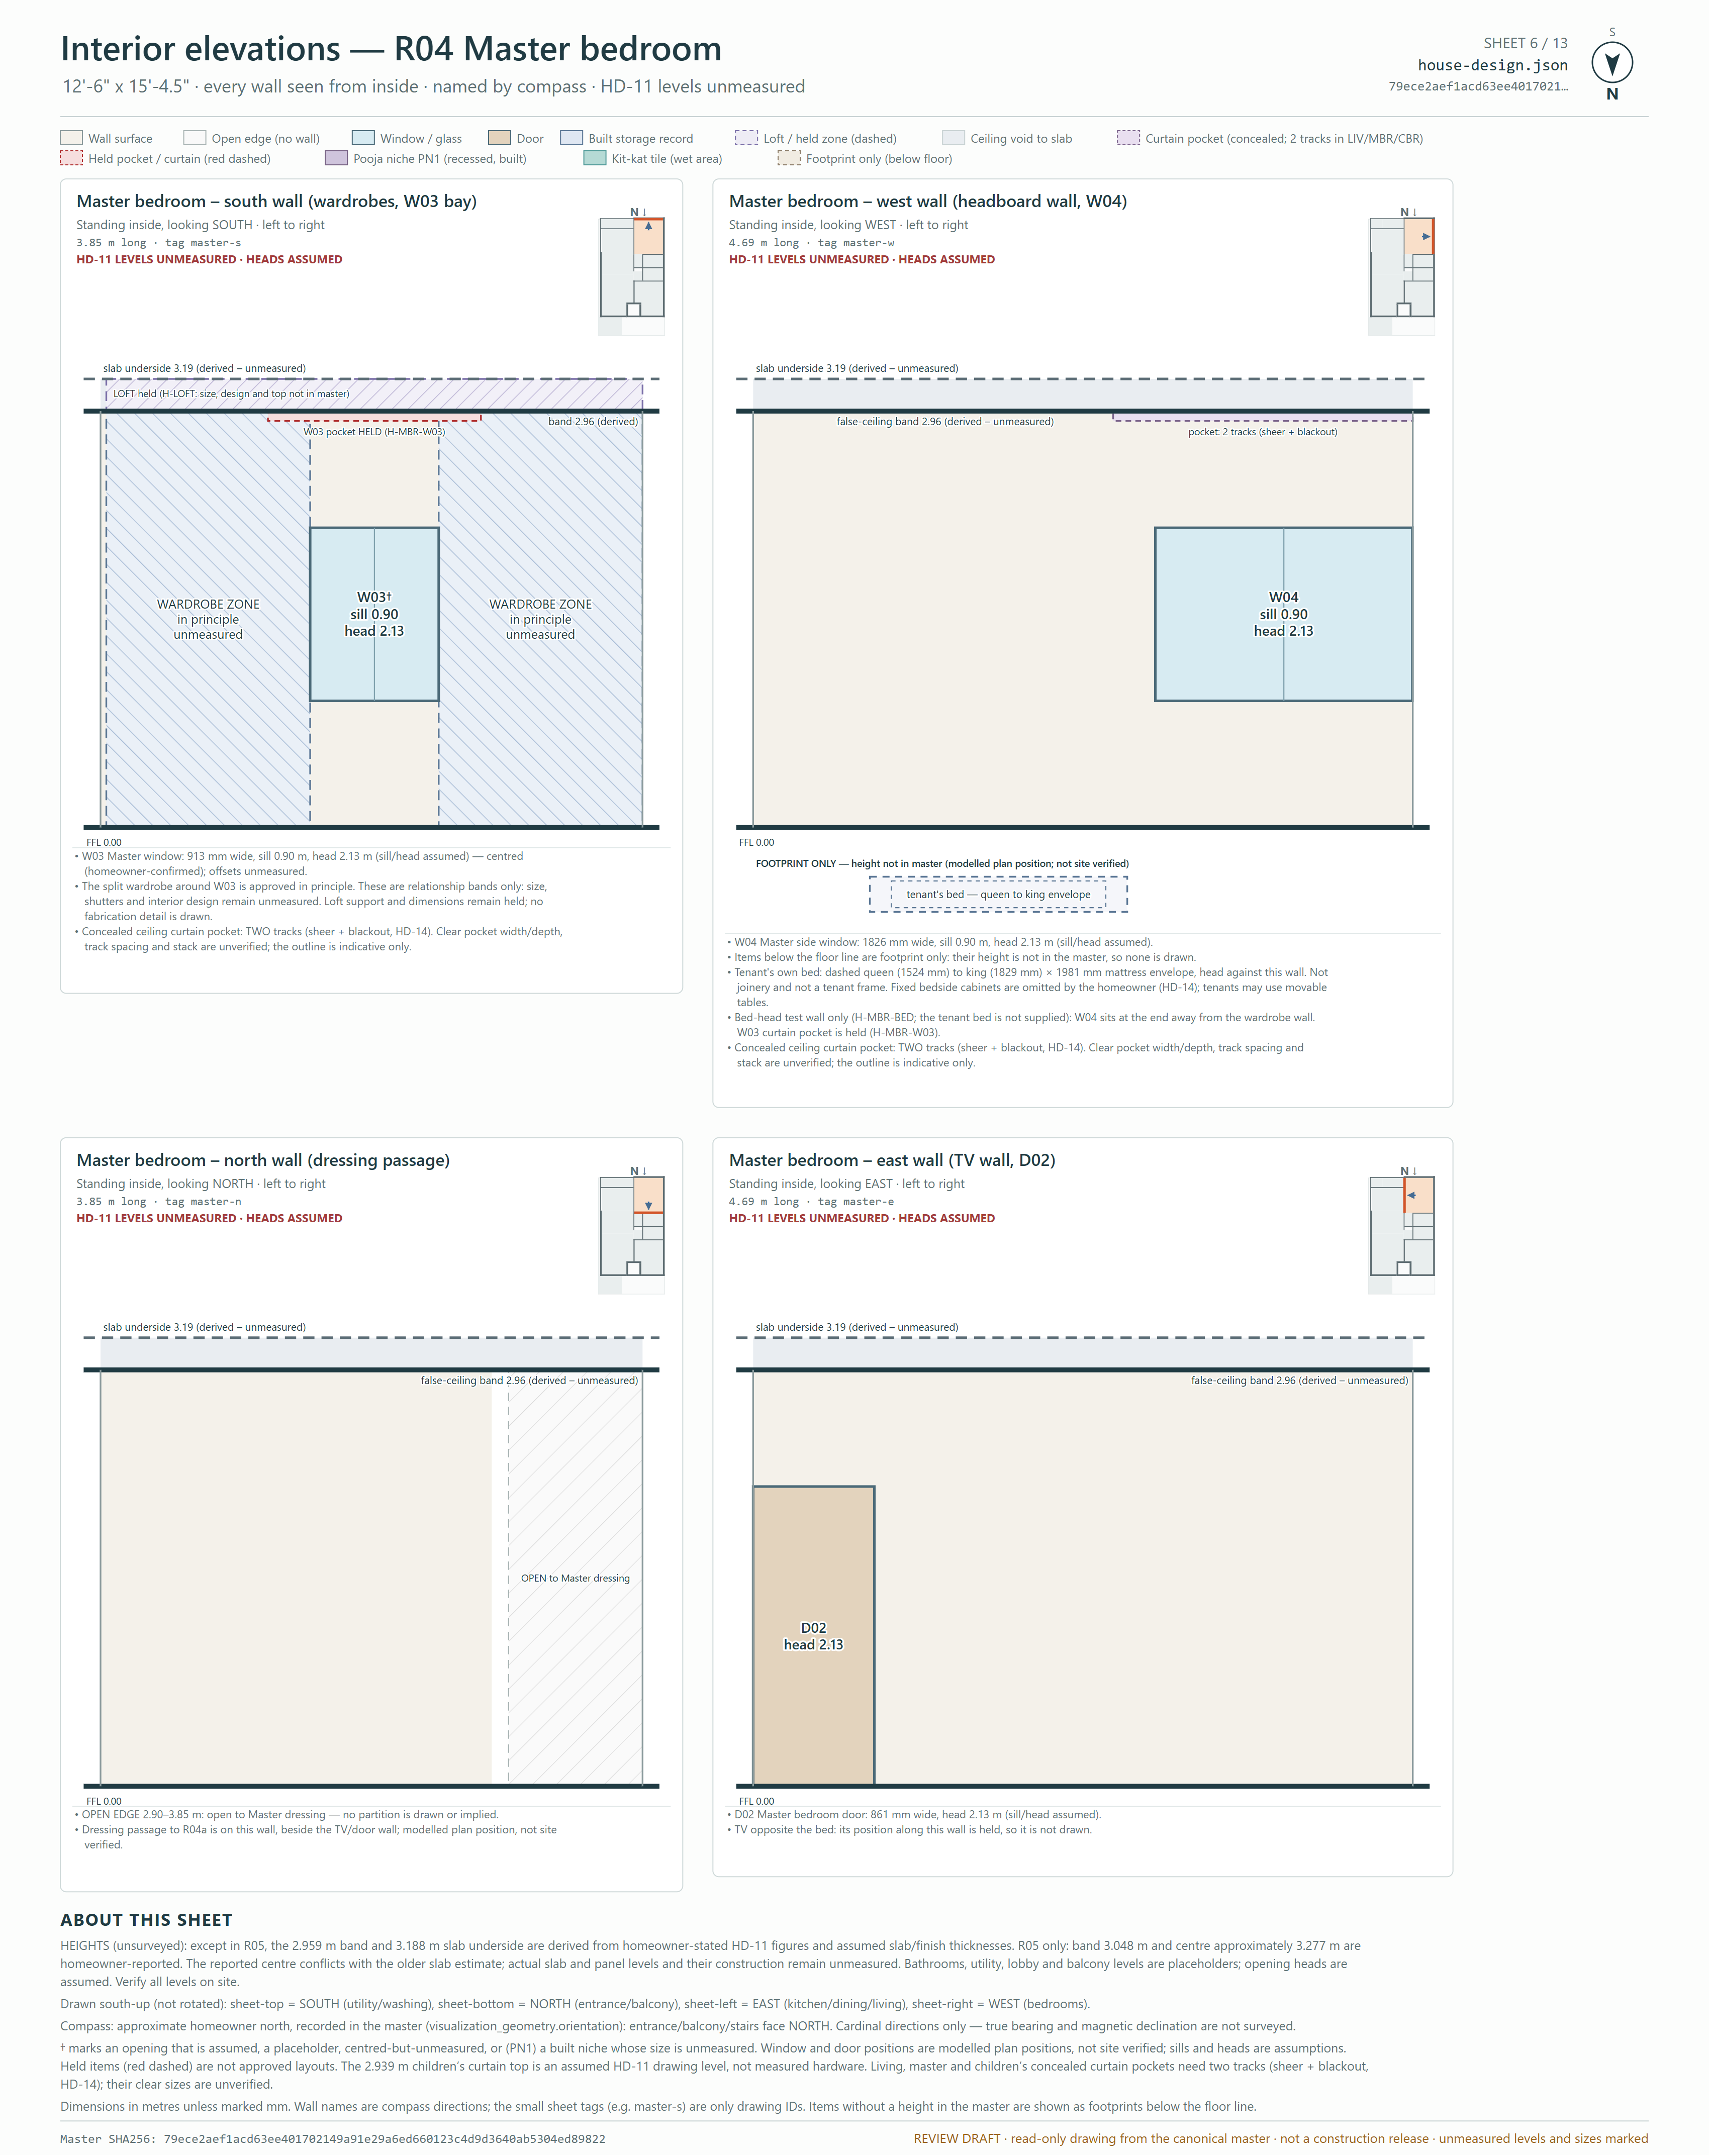 Interior elevations — R04 Master bedroom
12'-6" x 15'-4.5" · every wall seen from inside · named by compass · HD-11 levels unmeasured
SHEET 6 / 13
house-design.json
79ece2aef1acd63ee4017021…
S
N
Wall surface
Open edge (no wall)
Window / glass
Door
Built storage record
Loft / held zone (dashed)
Ceiling void to slab
Curtain pocket (concealed; 2 tracks in LIV/MBR/CBR)
Held pocket / curtain (red dashed)
Pooja niche PN1 (recessed, built)
Kit-kat tile (wet area)
Footprint only (below floor)
Master bedroom – south wall (wardrobes, W03 bay)
Standing inside, looking SOUTH · left to right
3.85 m long · tag master-s
HD-11 LEVELS UNMEASURED · HEADS ASSUMED
N ↓
slab underside 3.19 (derived – unmeasured)
LOFT held (H-LOFT: size, design and top not in master)
band 2.96 (derived)
W03 pocket HELD (H-MBR-W03)
WARDROBE ZONE
in principle
unmeasured
W03†
sill 0.90
head 2.13
WARDROBE ZONE
in principle
unmeasured
FFL 0.00
• W03 Master window: 913 mm wide, sill 0.90 m, head 2.13 m (sill/head assumed) — centred
(homeowner-confirmed); offsets unmeasured.
• The split wardrobe around W03 is approved in principle. These are relationship bands only: size,
shutters and interior design remain unmeasured. Loft support and dimensions remain held; no
fabrication detail is drawn.
• Concealed ceiling curtain pocket: TWO tracks (sheer + blackout, HD-14). Clear pocket width/depth,
track spacing and stack are unverified; the outline is indicative only.
Master bedroom – west wall (headboard wall, W04)
Standing inside, looking WEST · left to right
4.69 m long · tag master-w
HD-11 LEVELS UNMEASURED · HEADS ASSUMED
N ↓
slab underside 3.19 (derived – unmeasured)
false-ceiling band 2.96 (derived – unmeasured)
pocket: 2 tracks (sheer + blackout)
W04
sill 0.90
head 2.13
FFL 0.00
FOOTPRINT ONLY — height not in master (modelled plan position; not site verified)
tenant's bed — queen to king envelope
• W04 Master side window: 1826 mm wide, sill 0.90 m, head 2.13 m (sill/head assumed).
• Items below the floor line are footprint only: their height is not in the master, so none is drawn.
• Tenant's own bed: dashed queen (1524 mm) to king (1829 mm) × 1981 mm mattress envelope, head against this wall. Not
joinery and not a tenant frame. Fixed bedside cabinets are omitted by the homeowner (HD-14); tenants may use movable
tables.
• Bed-head test wall only (H-MBR-BED; the tenant bed is not supplied): W04 sits at the end away from the wardrobe wall.
W03 curtain pocket is held (H-MBR-W03).
• Concealed ceiling curtain pocket: TWO tracks (sheer + blackout, HD-14). Clear pocket width/depth, track spacing and
stack are unverified; the outline is indicative only.
Master bedroom – north wall (dressing passage)
Standing inside, looking NORTH · left to right
3.85 m long · tag master-n
HD-11 LEVELS UNMEASURED · HEADS ASSUMED
N ↓
slab underside 3.19 (derived – unmeasured)
false-ceiling band 2.96 (derived – unmeasured)
OPEN to Master dressing
FFL 0.00
• OPEN EDGE 2.90–3.85 m: open to Master dressing — no partition is drawn or implied.
• Dressing passage to R04a is on this wall, beside the TV/door wall; modelled plan position, not site
verified.
Master bedroom – east wall (TV wall, D02)
Standing inside, looking EAST · left to right
4.69 m long · tag master-e
HD-11 LEVELS UNMEASURED · HEADS ASSUMED
N ↓
slab underside 3.19 (derived – unmeasured)
false-ceiling band 2.96 (derived – unmeasured)
D02
head 2.13
FFL 0.00
• D02 Master bedroom door: 861 mm wide, head 2.13 m (sill/head assumed).
• TV opposite the bed: its position along this wall is held, so it is not drawn.
ABOUT THIS SHEET
HEIGHTS (unsurveyed): except in R05, the 2.959 m band and 3.188 m slab underside are derived from homeowner-stated HD-11 figures and assumed slab/finish thicknesses. R05 only: band 3.048 m and centre approximately 3.277 m are
homeowner-reported. The reported centre conflicts with the older slab estimate; actual slab and panel levels and their construction remain unmeasured. Bathrooms, utility, lobby and balcony levels are placeholders; opening heads are
assumed. Verify all levels on site.
Drawn south-up (not rotated): sheet-top = SOUTH (utility/washing), sheet-bottom = NORTH (entrance/balcony), sheet-left = EAST (kitchen/dining/living), sheet-right = WEST (bedrooms).
Compass: approximate homeowner north, recorded in the master (visualization_geometry.orientation): entrance/balcony/stairs face NORTH. Cardinal directions only — true bearing and magnetic declination are not surveyed.
† marks an opening that is assumed, a placeholder, centred-but-unmeasured, or (PN1) a built niche whose size is unmeasured. Window and door positions are modelled plan positions, not site verified; sills and heads are assumptions.
Held items (red dashed) are not approved layouts. The 2.939 m children's curtain top is an assumed HD-11 drawing level, not measured hardware. Living, master and children's concealed curtain pockets need two tracks (sheer + blackout,
HD-14); their clear sizes are unverified.
Dimensions in metres unless marked mm. Wall names are compass directions; the small sheet tags (e.g. master-s) are only drawing IDs. Items without a height in the master are shown as footprints below the floor line.
Master SHA256: 79ece2aef1acd63ee401702149a91e29a6ed660123c4d9d3640ab5304ed89822
REVIEW DRAFT · read-only drawing from the canonical master · not a construction release · unmeasured levels and sizes marked